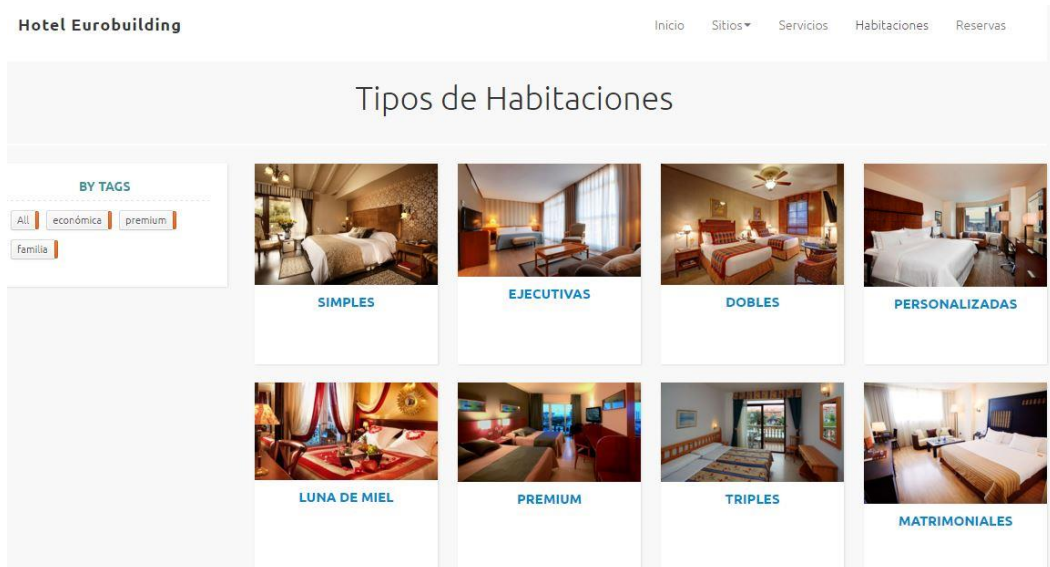 Hotel Eurobuilding
Inicio Sitios Servicios Habitaciones Reservas
Tipos de Habitaciones
BY TAGS
All económica premium
familia
SIMPLES
EJECUTIVAS
DOBLES
PERSONALIZADAS
LUNA DE MIEL
PREMIUM
TRIPLES
MATRIMONIALES